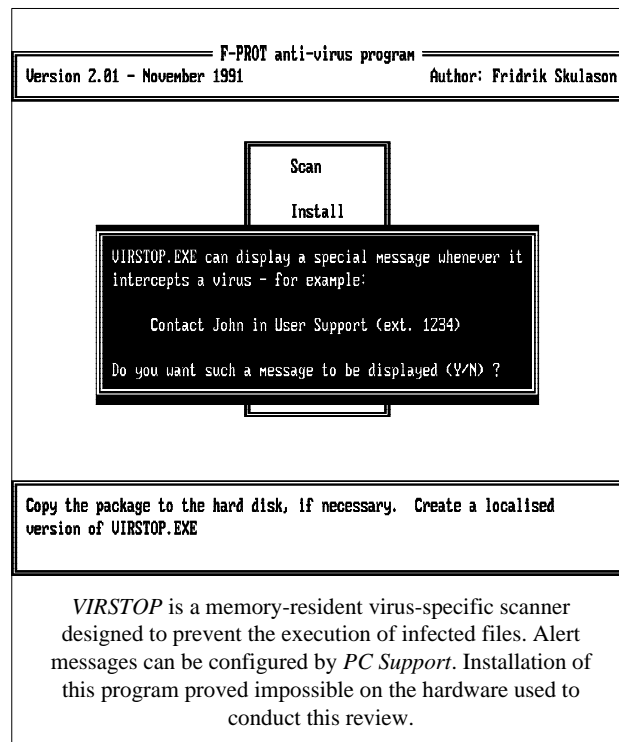 F-PROT anti-virus program
Version 2.01 - November 1991 Author: Fridrik Skulason
Scan
Install
VIRSTOP.EXE can display a special message whenever it
intercepts a virus - for example:
Contact John in User Support (ext. 1234)
Do you want such a message to be displayed (Y/N) ?
Copy the package to the hard disk, if necessary. Create a localised
version of VIRSTOP.EXE
VIRSTOP is a memory-resident virus-specific scanner
designed to prevent the execution of infected files. Alert
messages can be configured by PC Support. Installation of
this program proved impossible on the hardware used to
conduct this review.